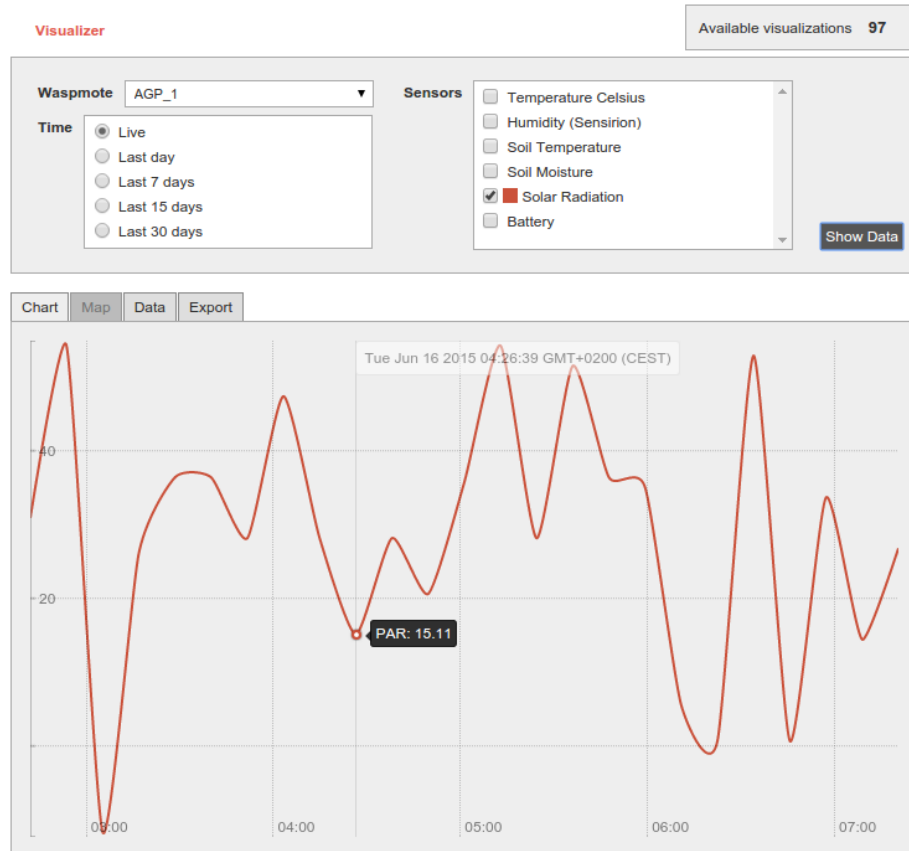 Visualizer
Available visualizations 97
Waspmote AGP_1
Sensors
Temperature Celsius
Humidity (Sensirion)
Soil Temperature
Soil Moisture
Solar Radiation
Battery
Time
Live
Last day
Last 7 days
Last 15 days
Last 30 days
Show Data
Chart Map Data Export
Tue Jun 16 2015 04:26:39 GMT+0200 (CEST)
40
20
PAR: 15.11
03:00 04:00 05:00 06:00 07:00